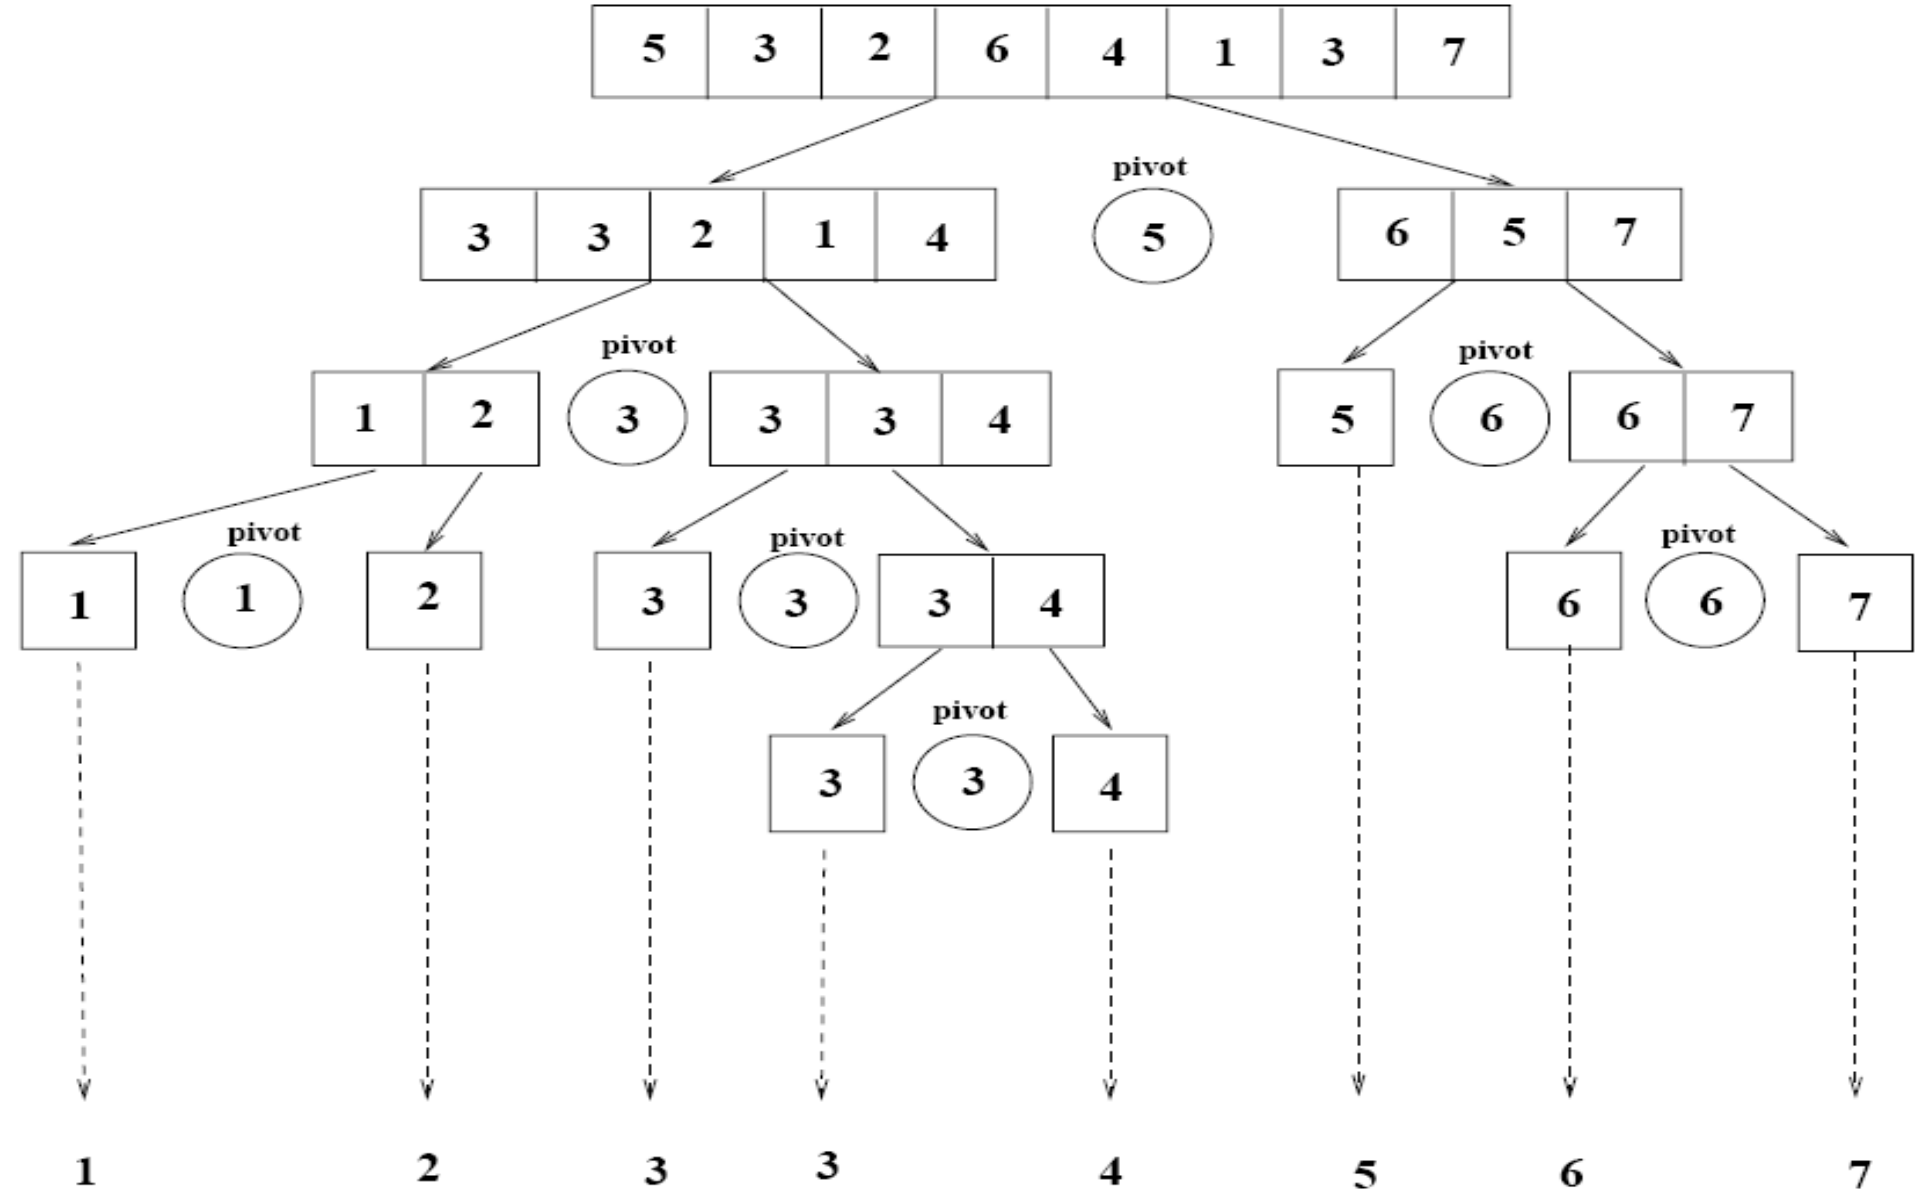 5 3 2 6 4 1 3 7
pivot
3 3 2 1 4 5 6 5 7
pivot pivot
1 2 3 3 3 4 5 6 6 7
pivot pivot pivot
1 1 2 3 3 3 4 6 6 7
pivot
3 3 4
1 2 3 3 4 5 6 7